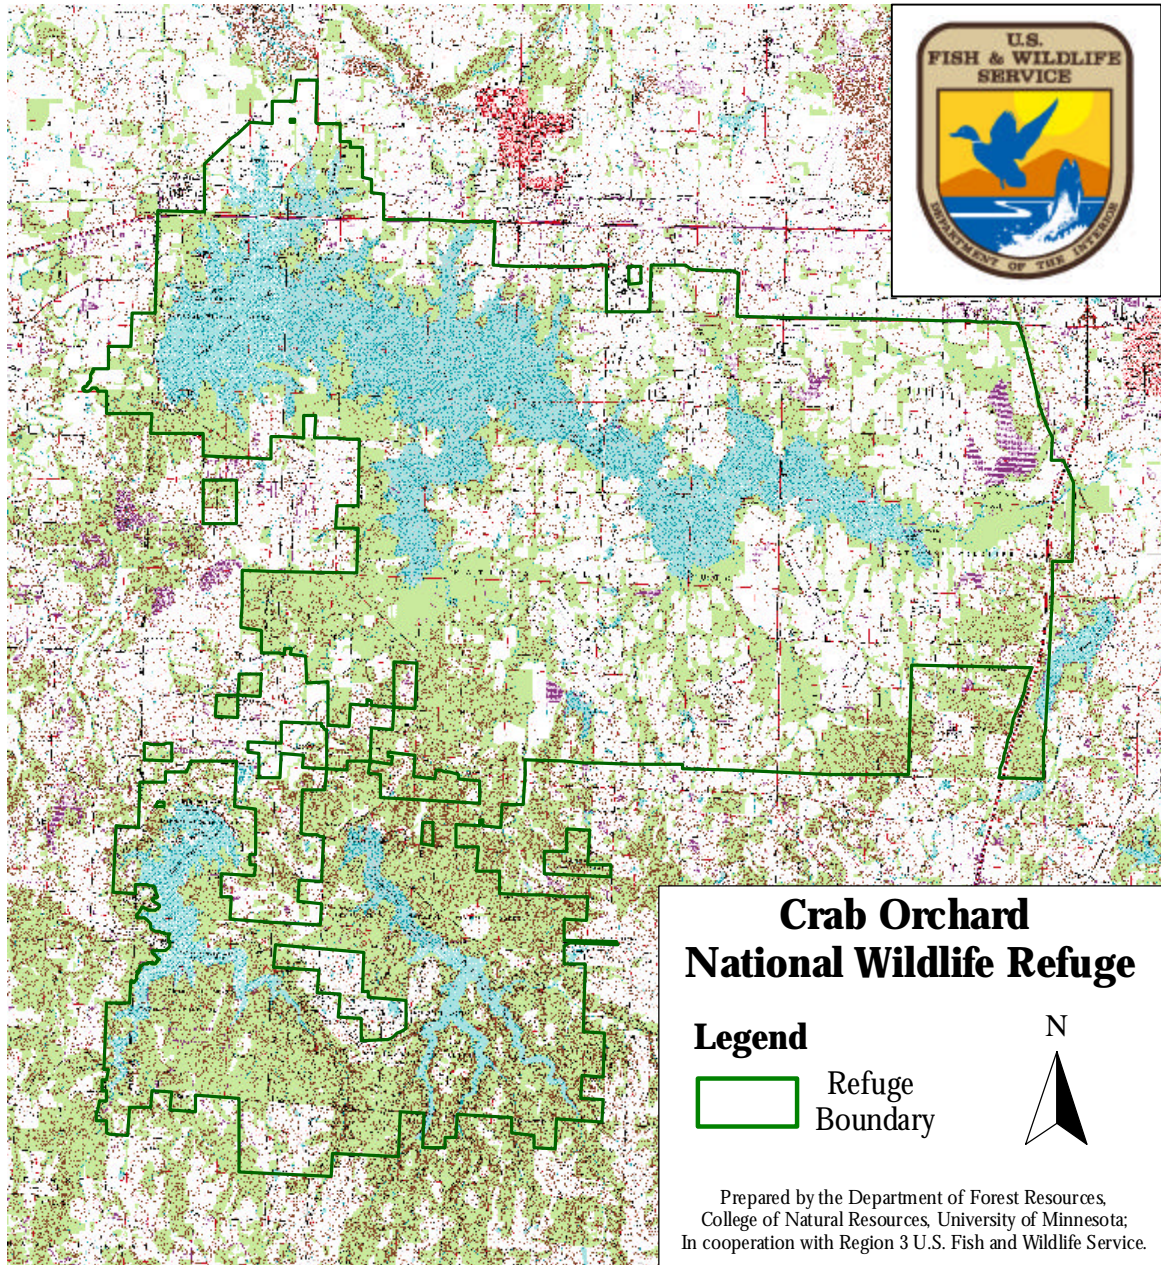 U.S.
FISH & WILDLIFE
SERVICE
DEPARTMENT OF THE INTERIOR
Crab Orchard
National Wildlife Refuge
Legend
Refuge
Boundary
N
Prepared by the Department of Forest Resources,
College of Natural Resources, University of Minnesota;
In cooperation with Region 3 U.S. Fish and Wildlife Service.